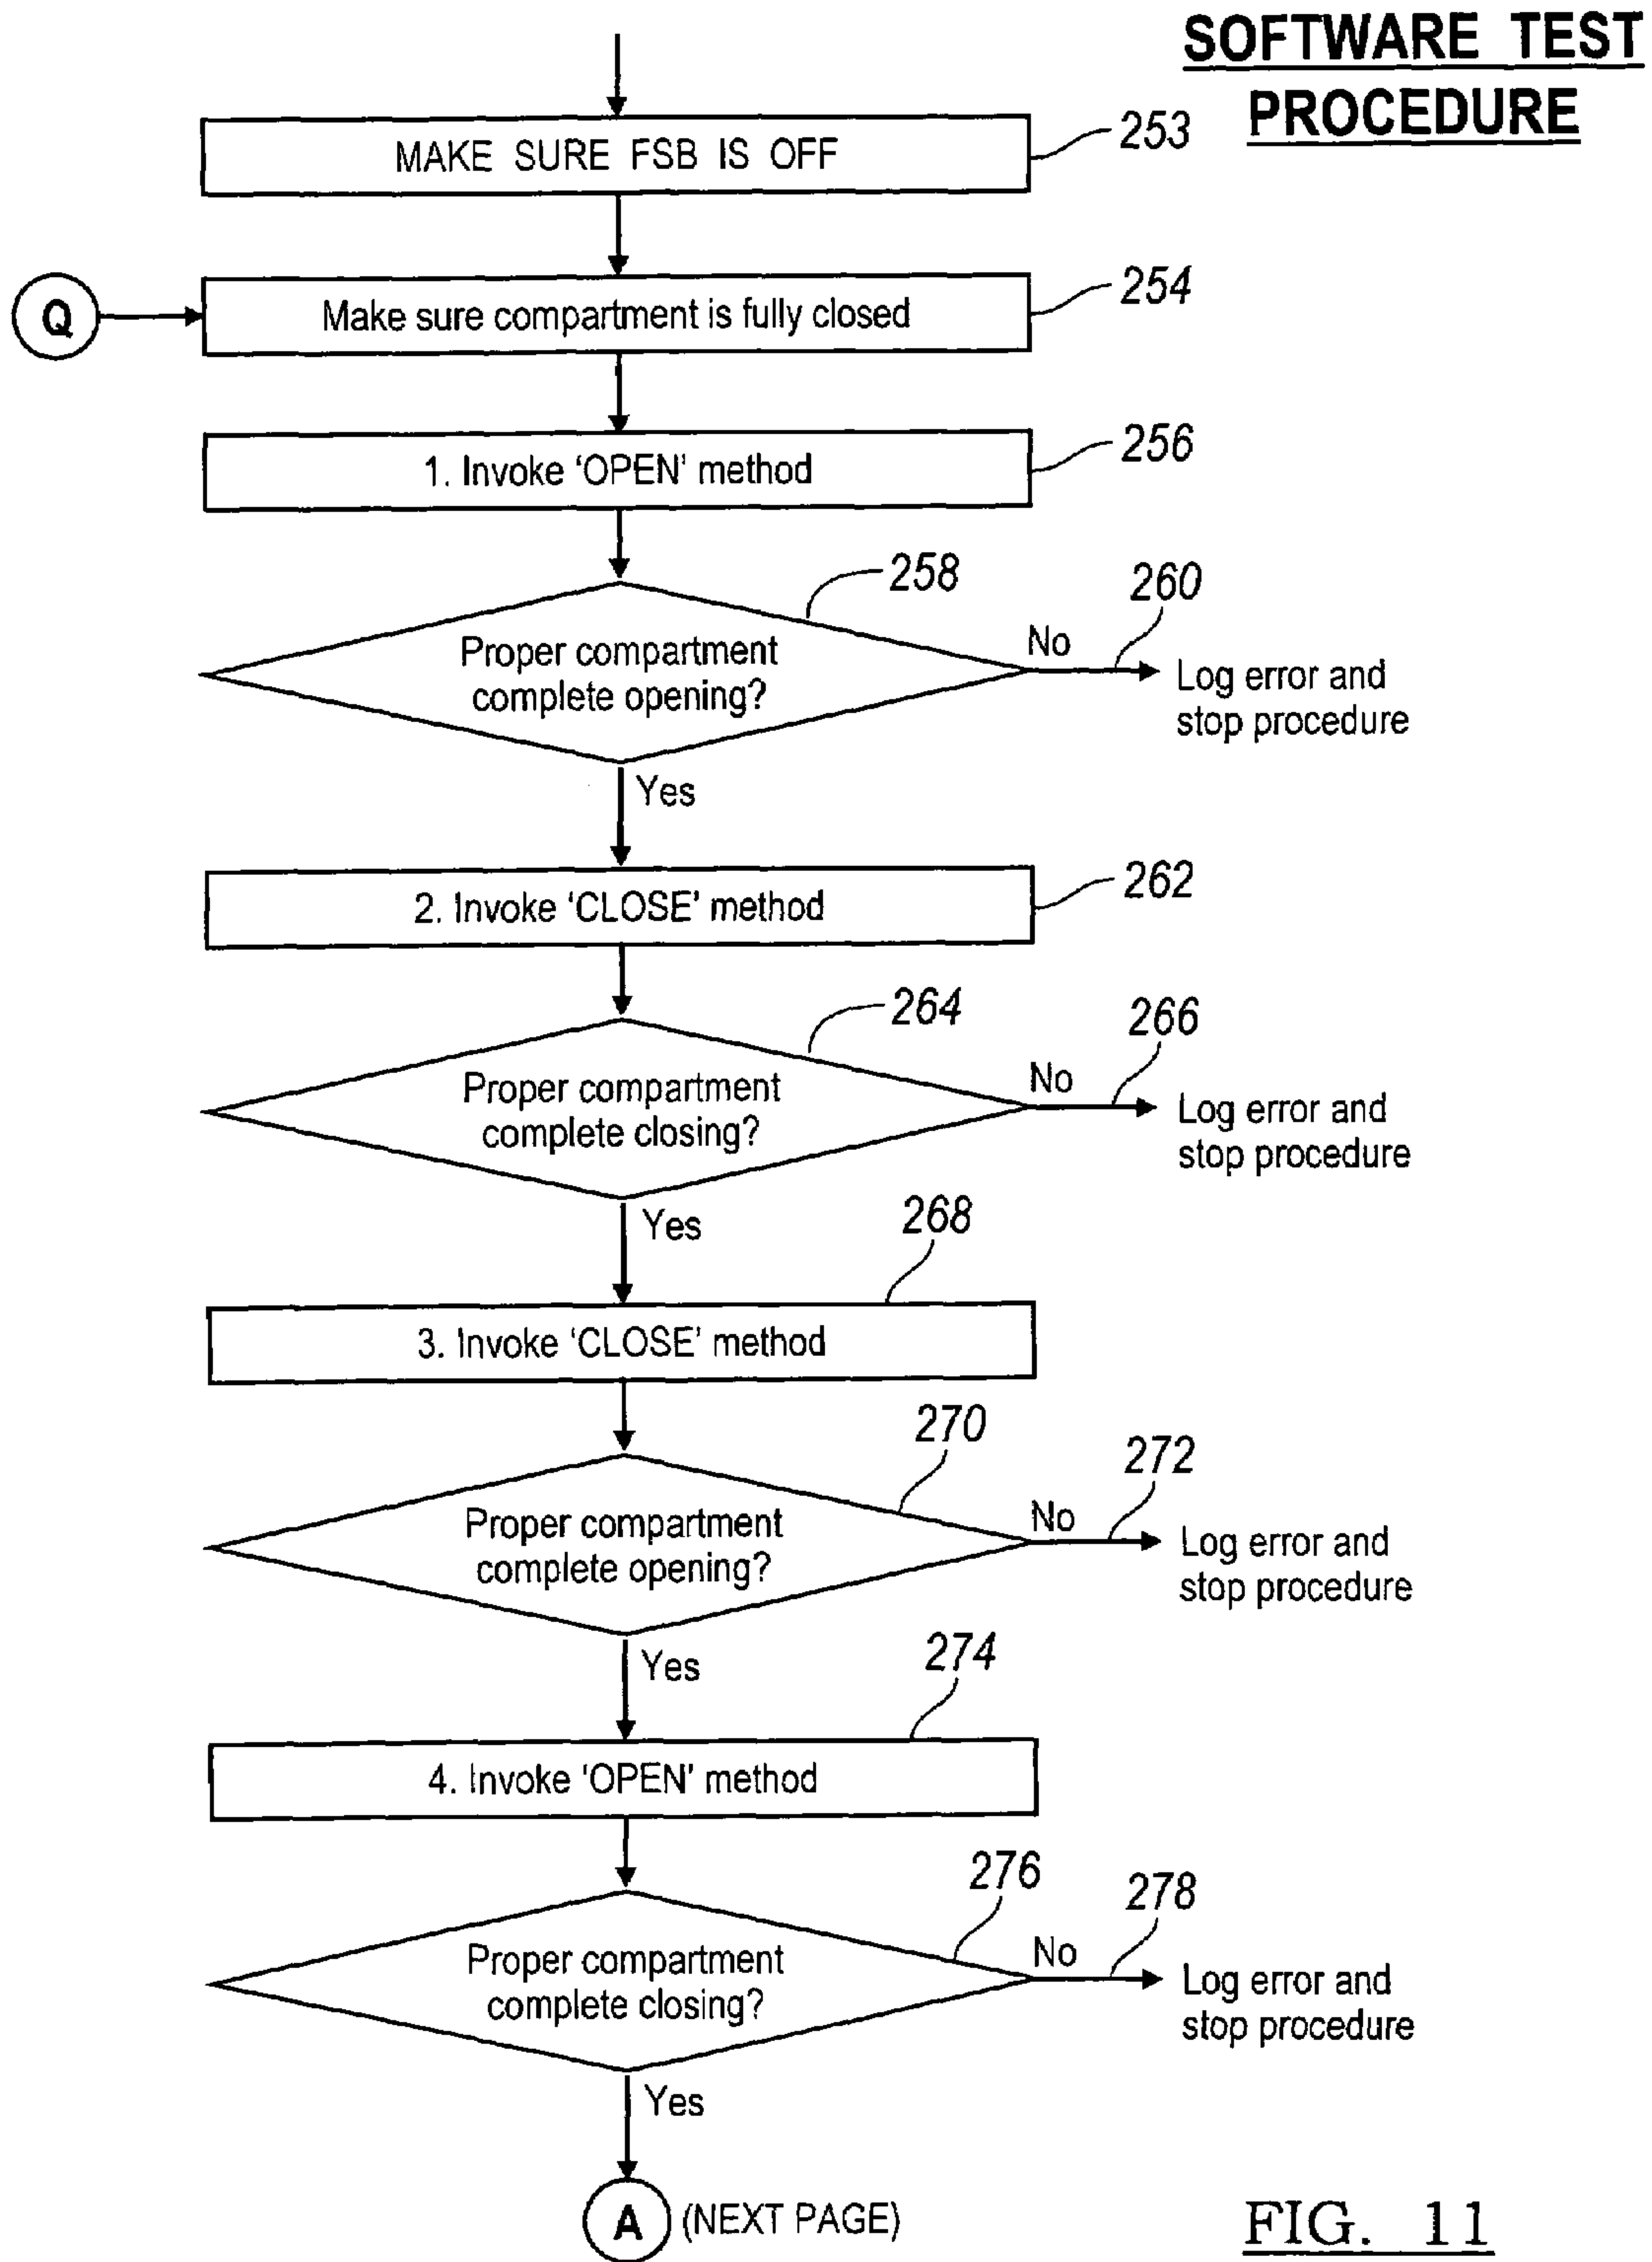 SOFTWARE TEST
PROCEDURE
MAKE SURE FSB IS OFF
253
Q
Make sure compartment is fully closed
254
1. Invoke ‘OPEN’ method
256
258
Proper compartment
complete opening?
No
260
Log error and
stop procedure
Yes
2. Invoke ‘CLOSE’ method
262
264
Proper compartment
complete closing?
No
266
Log error and
stop procedure
Yes
268
3. Invoke ‘CLOSE’ method
270
Proper compartment
complete opening?
No
272
Log error and
stop procedure
Yes
274
4. Invoke ‘OPEN’ method
276
Proper compartment
complete closing?
No
278
Log error and
stop procedure
Yes
A (NEXT PAGE)
FIG. 11